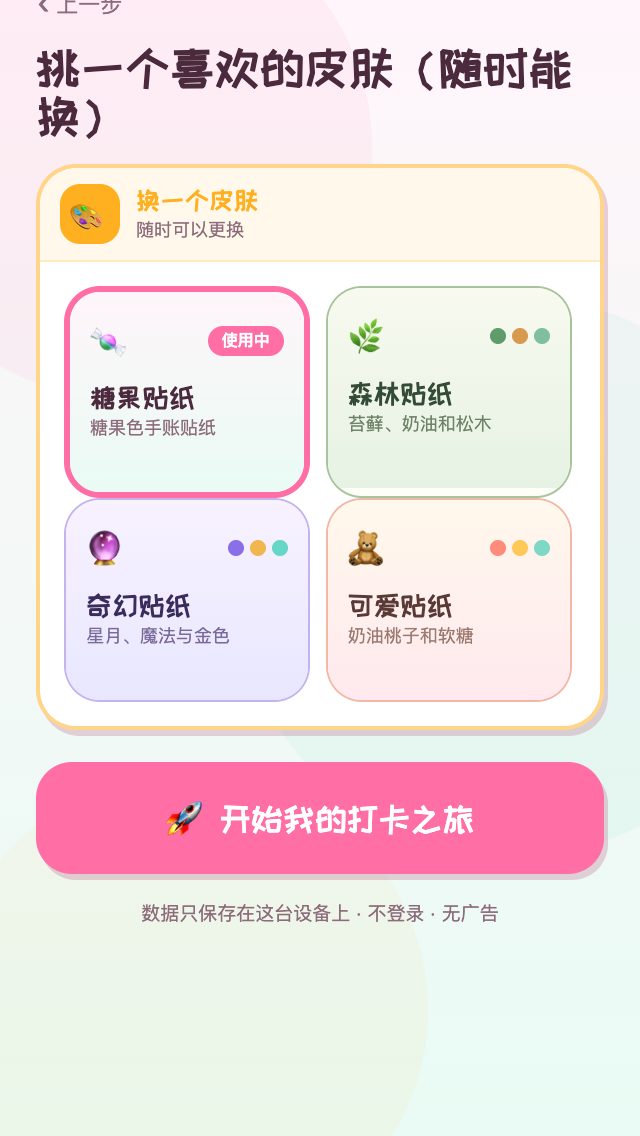 ‹ 上一步
挑一个喜欢的皮肤（随时能
换）
换一个皮肤
随时可以更换
使用中
糖果贴纸
糖果色手账贴纸
森林贴纸
苔藓、奶油和松木
奇幻贴纸
星月、魔法与金色
可爱贴纸
奶油桃子和软糖
开始我的打卡之旅
数据只保存在这台设备上 · 不登录 · 无广告